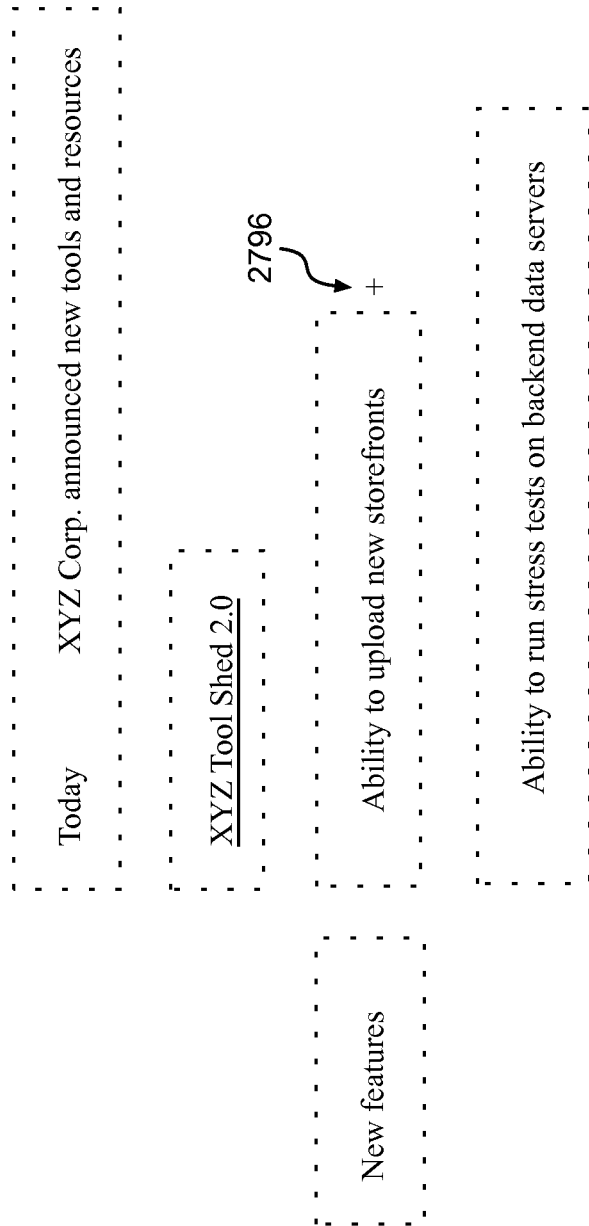 Today XYZ Corp. announced new tools and resources
XYZ Tool Shed 2.0
2796
New features Ability to upload new storefronts +
Ability to run stress tests on backend data servers